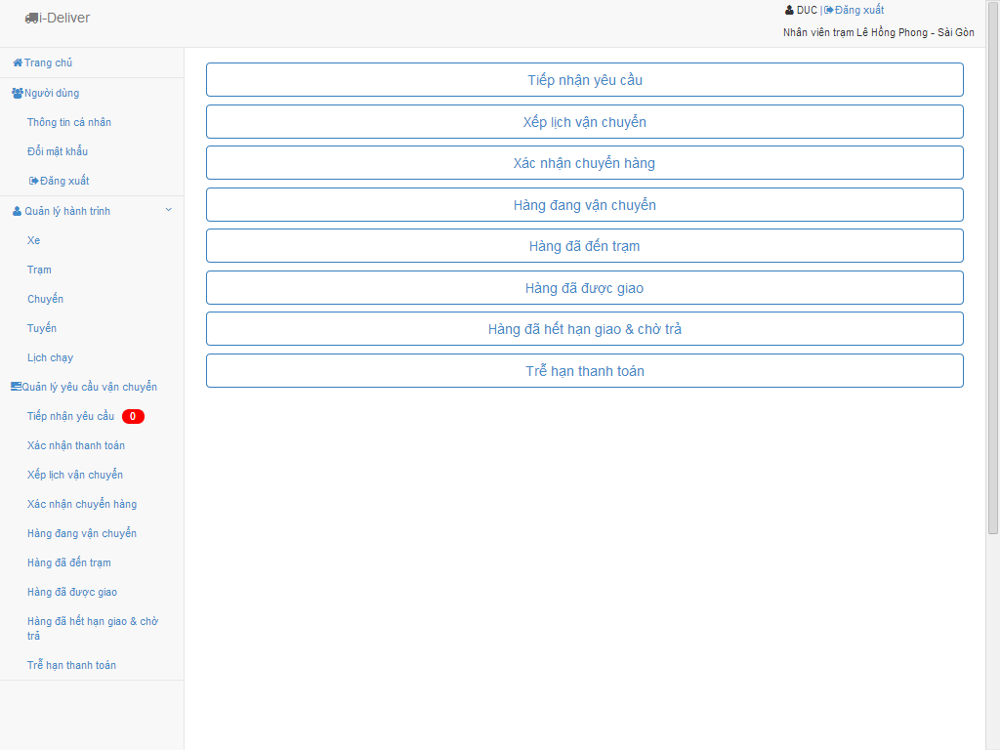 i-Deliver
DUC | Đăng xuất
Nhân viên trạm Lê Hồng Phong - Sài Gòn
Trang chủ
Người dùng
Thông tin cá nhân
Đổi mật khẩu
Đăng xuất
Quản lý hành trình
Xe
Trạm
Chuyến
Tuyến
Lịch chạy
Quản lý yêu cầu vận chuyển
Tiếp nhận yêu cầu 0
Xác nhận thanh toán
Xếp lịch vận chuyển
Xác nhận chuyển hàng
Hàng đang vận chuyển
Hàng đã đến trạm
Hàng đã được giao
Hàng đã hết hạn giao & chờ
trả
Trễ hạn thanh toán
Tiếp nhận yêu cầu
Xếp lịch vận chuyển
Xác nhận chuyển hàng
Hàng đang vận chuyển
Hàng đã đến trạm
Hàng đã được giao
Hàng đã hết hạn giao & chờ trả
Trễ hạn thanh toán